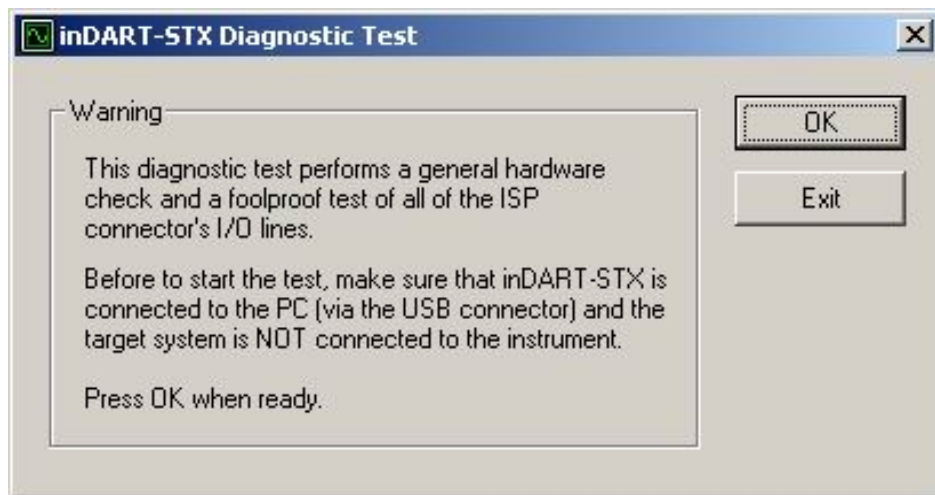 inDART-STX Diagnostic Test
Warning
This diagnostic test performs a general hardware
check and a foolproof test of all of the ISP
connector's I/O lines.
Before to start the test, make sure that inDART-STX is
connected to the PC (via the USB connector) and the
target system is NOT connected to the instrument.
Press OK when ready.
OK
Exit